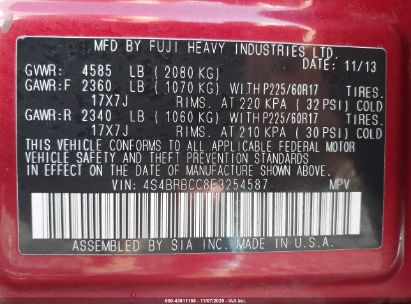 MFD. BY FUJI HEAVY INDUSTRIES LTD.
DATE: 11/13
GVWR: 4585 LB ( 2080 KG)
GAWR: F 2360 LB ( 1070 KG) WITH P225/60R17 TIRES.
17X7J RIMS. AT 220 KPA ( 32 PSI) COLD
GAWR: R 2340 LB ( 1060 KG) WITH P225/60R17 TIRES.
17X7J RIMS. AT 210 KPA ( 30 PSI) COLD
THIS VEHICLE CONFORMS TO ALL APPLICABLE FEDERAL MOTOR
VEHICLE SAFETY AND THEFT PREVENTION STANDARDS
IN EFFECT ON THE DATE OF MANUFACTURE SHOWN ABOVE.
VIN: 4S4BRBCC8E3254587 MPV
ASSEMBLED BY SIA INC. MADE IN U.S.A.